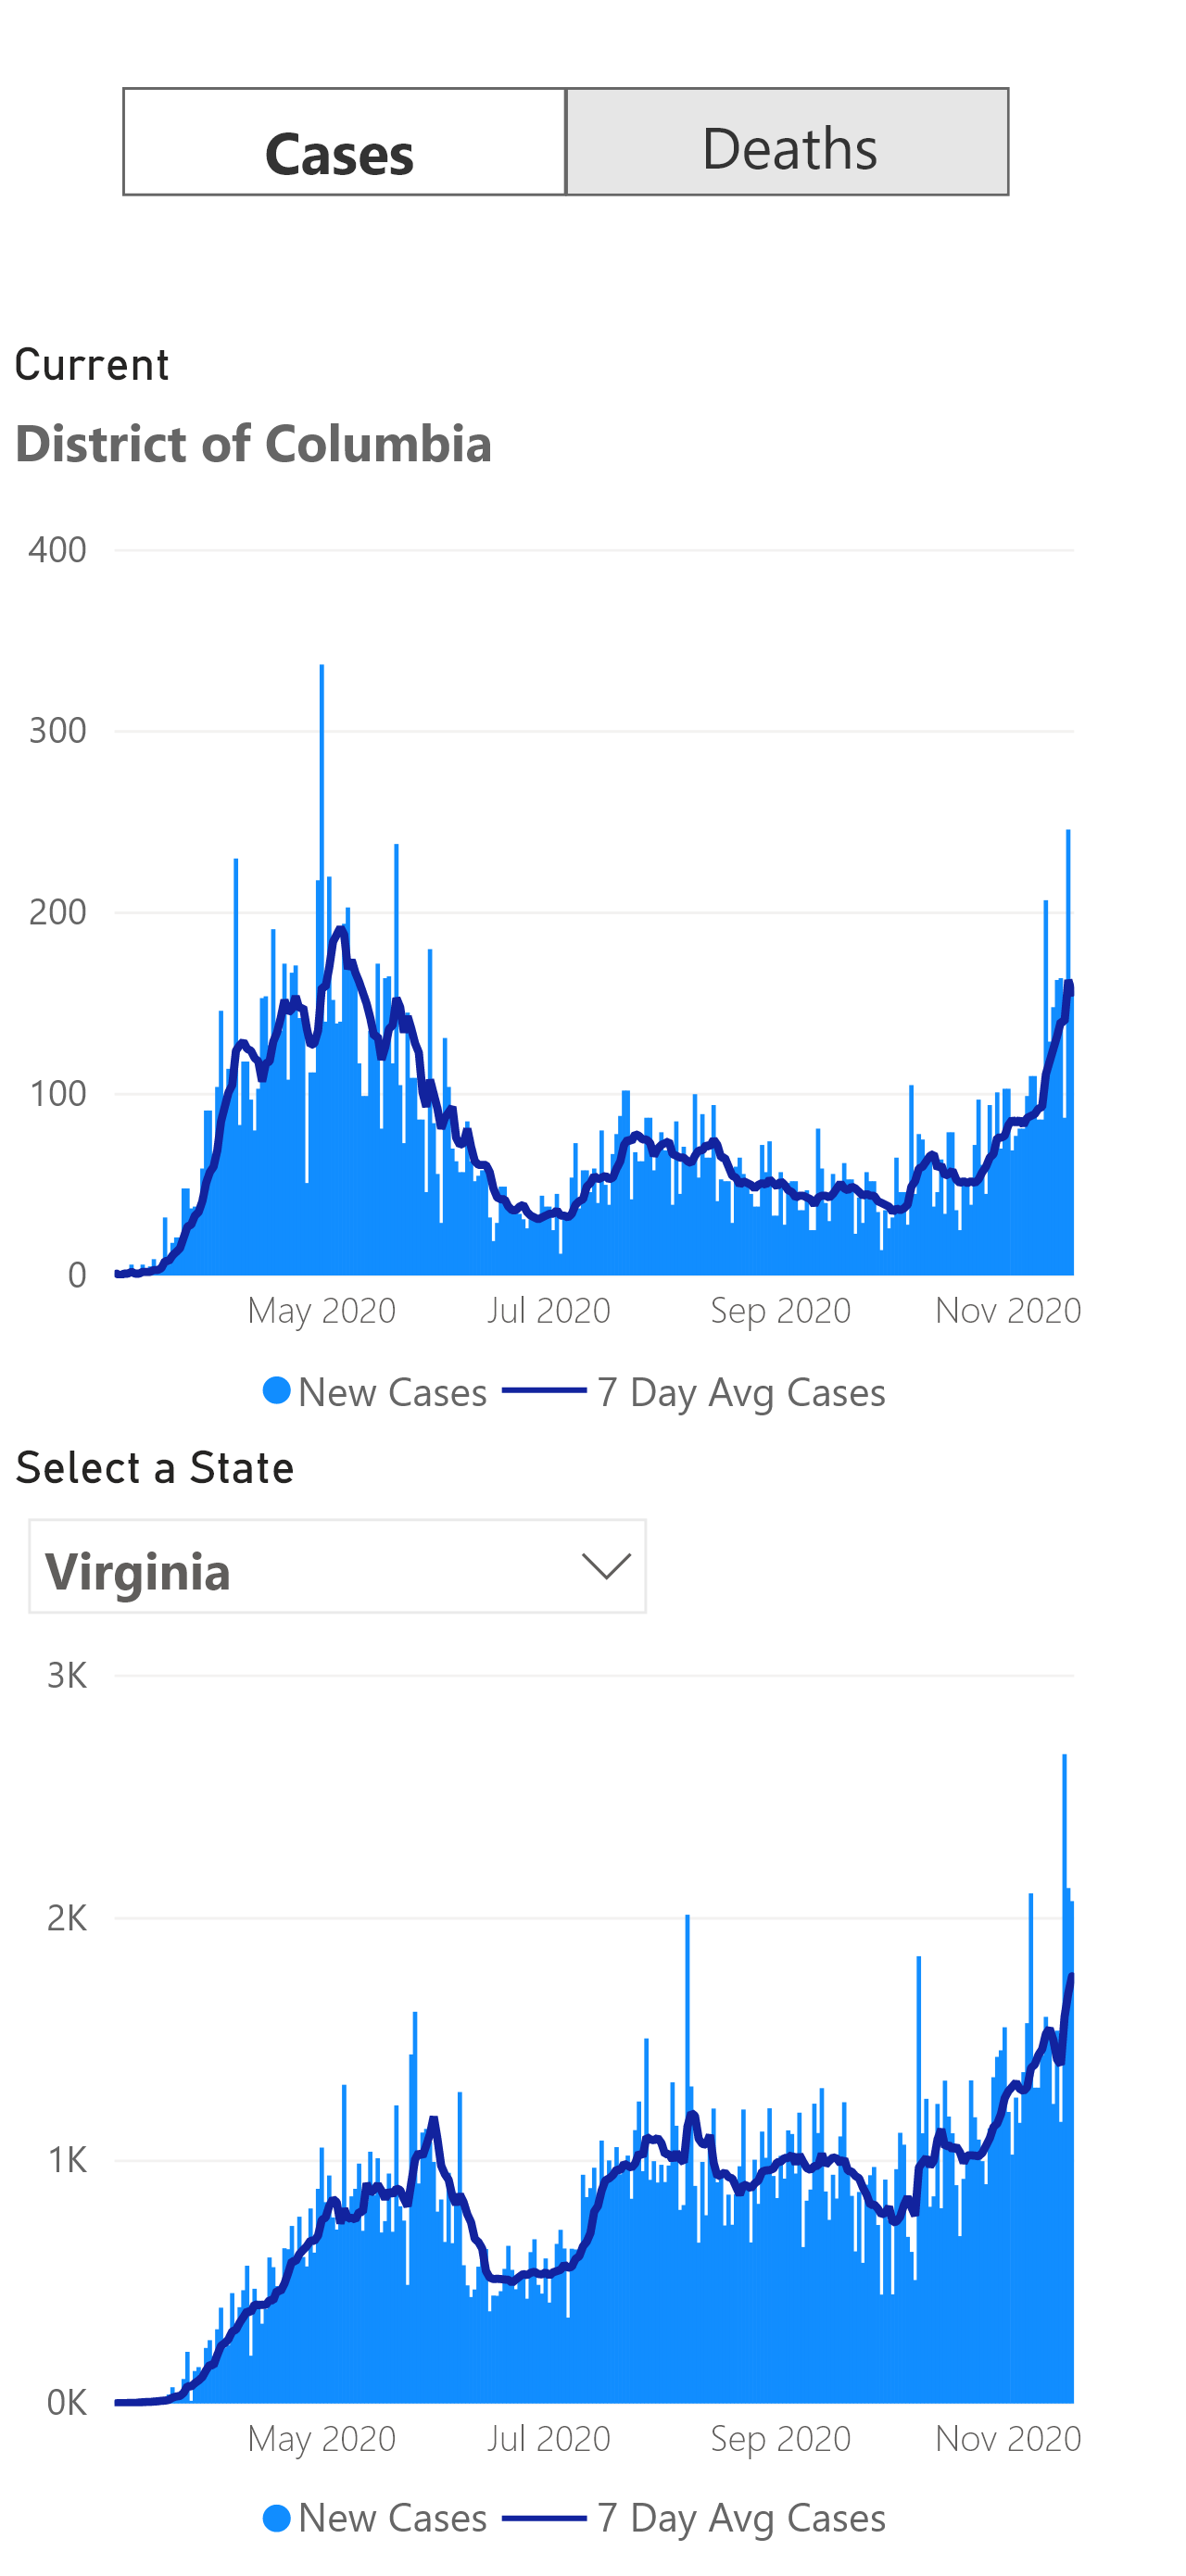 Cases Deaths
Current
District of Columbia
400
300
200
100
0
May 2020 Jul 2020 Sep 2020 Nov 2020
New Cases 7 Day Avg Cases
Select a State
Virginia
3K
2K
1K
0K
May 2020 Jul 2020 Sep 2020 Nov 2020
New Cases 7 Day Avg Cases